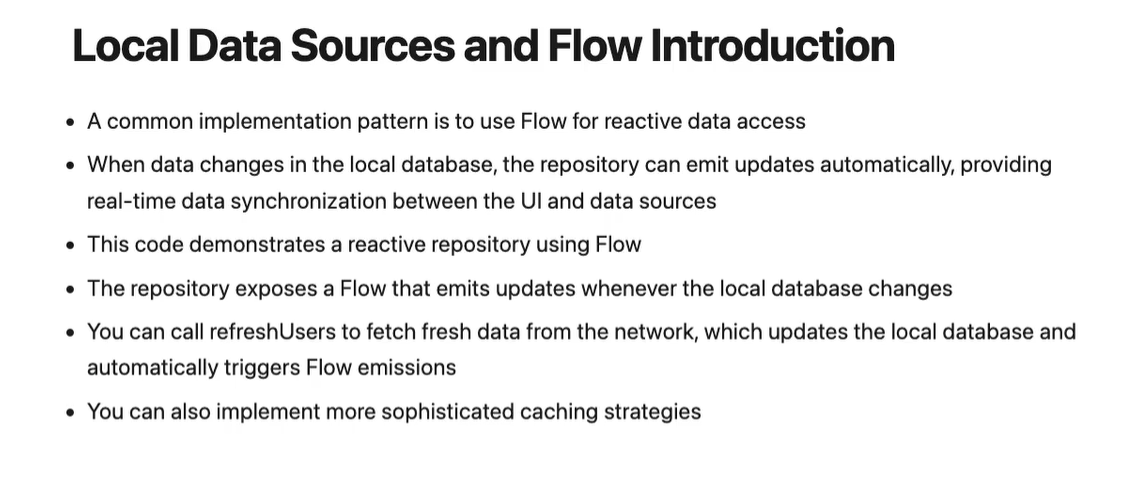 Local Data Sources and Flow Introduction
• A common implementation pattern is to use Flow for reactive data access
• When data changes in the local database, the repository can emit updates automatically, providing
real-time data synchronization between the UI and data sources
• This code demonstrates a reactive repository using Flow
• The repository exposes a Flow that emits updates whenever the local database changes
• You can call refreshUsers to fetch fresh data from the network, which updates the local database and
automatically triggers Flow emissions
• You can also implement more sophisticated caching strategies